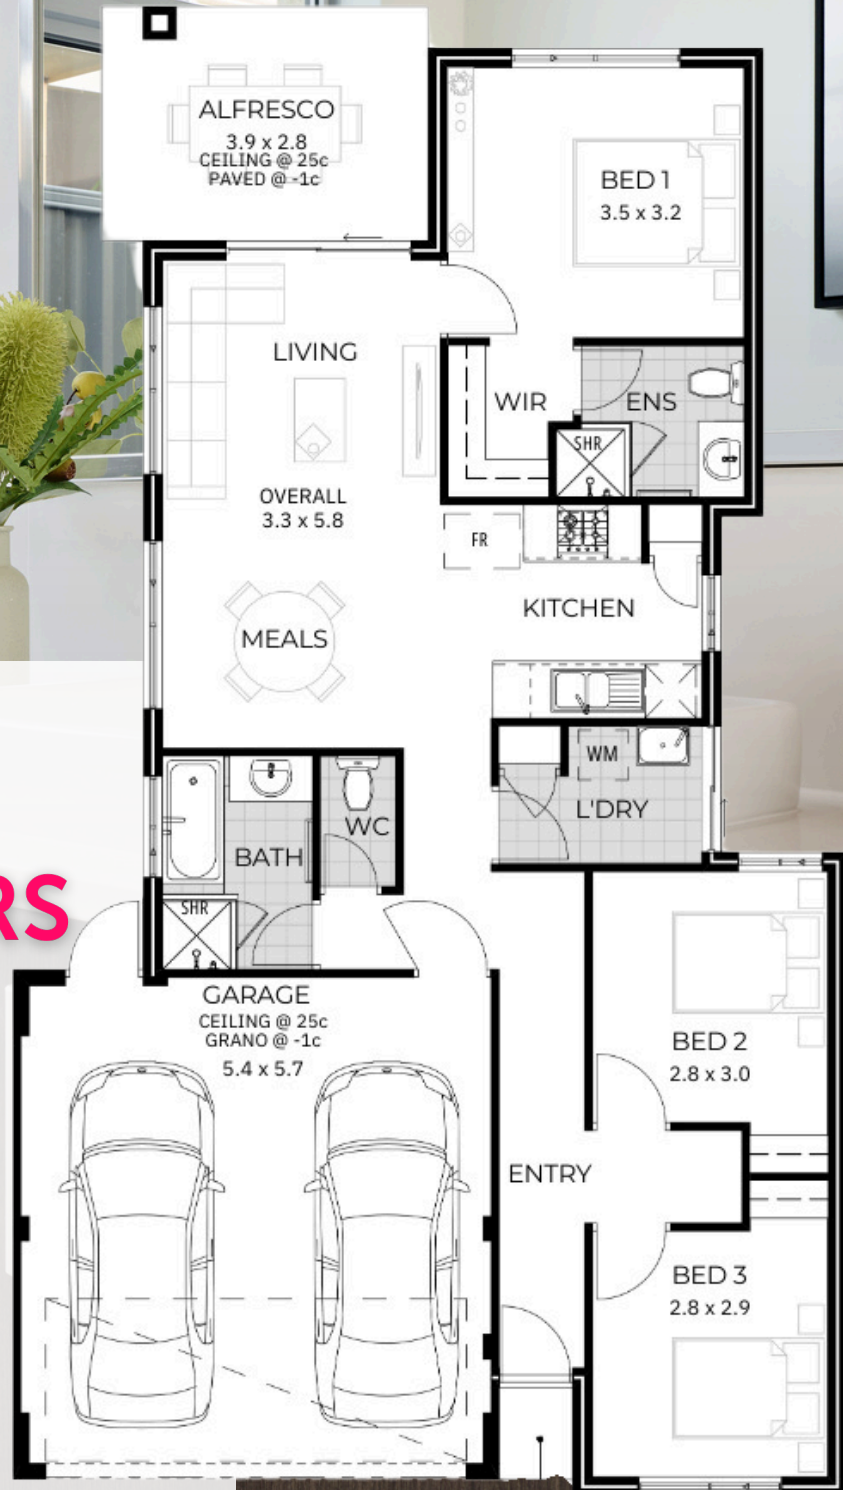 ALFRESCO
3.9 x 2.8
CEILING @ 25c
PAVED @ -1c
BED 1
3.5 x 3.2
LIVING
WIR
ENS
SHR
OVERALL
3.3 x 5.8
FR
KITCHEN
MEALS
WM
L'DRY
WC
BATH
SHR
RS
GARAGE
CEILING @ 25c
GRANO @ -1c
5.4 x 5.7
BED 2
2.8 x 3.0
ENTRY
BED 3
2.8 x 2.9